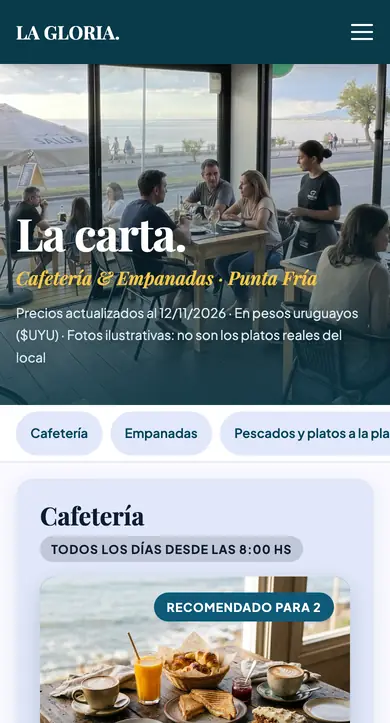 LA GLORIA.
La carta.
Cafetería & Empanadas · Punta Fría
Precios actualizados al 12/11/2026 · En pesos uruguayos
($UYU) · Fotos ilustrativas: no son los platos reales del
local
Cafetería
Empanadas
Pescados y platos a la pla
Cafetería
TODOS LOS DÍAS DESDE LAS 8:00 HS
RECOMENDADO PARA 2